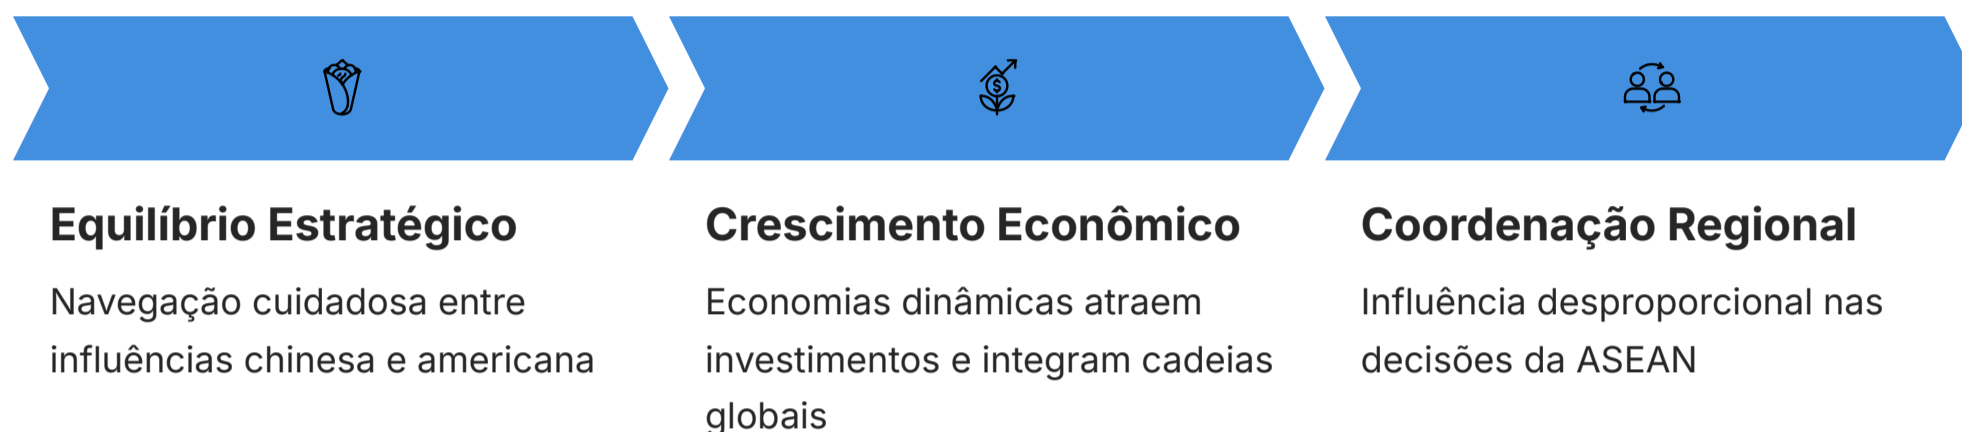 Equilíbrio Estratégico
Navegação cuidadosa entre
influências chinesa e americana
Crescimento Econômico
Economias dinâmicas atraem
investimentos e integram cadeias
globais
Coordenação Regional
Influência desproporcional nas
decisões da ASEAN